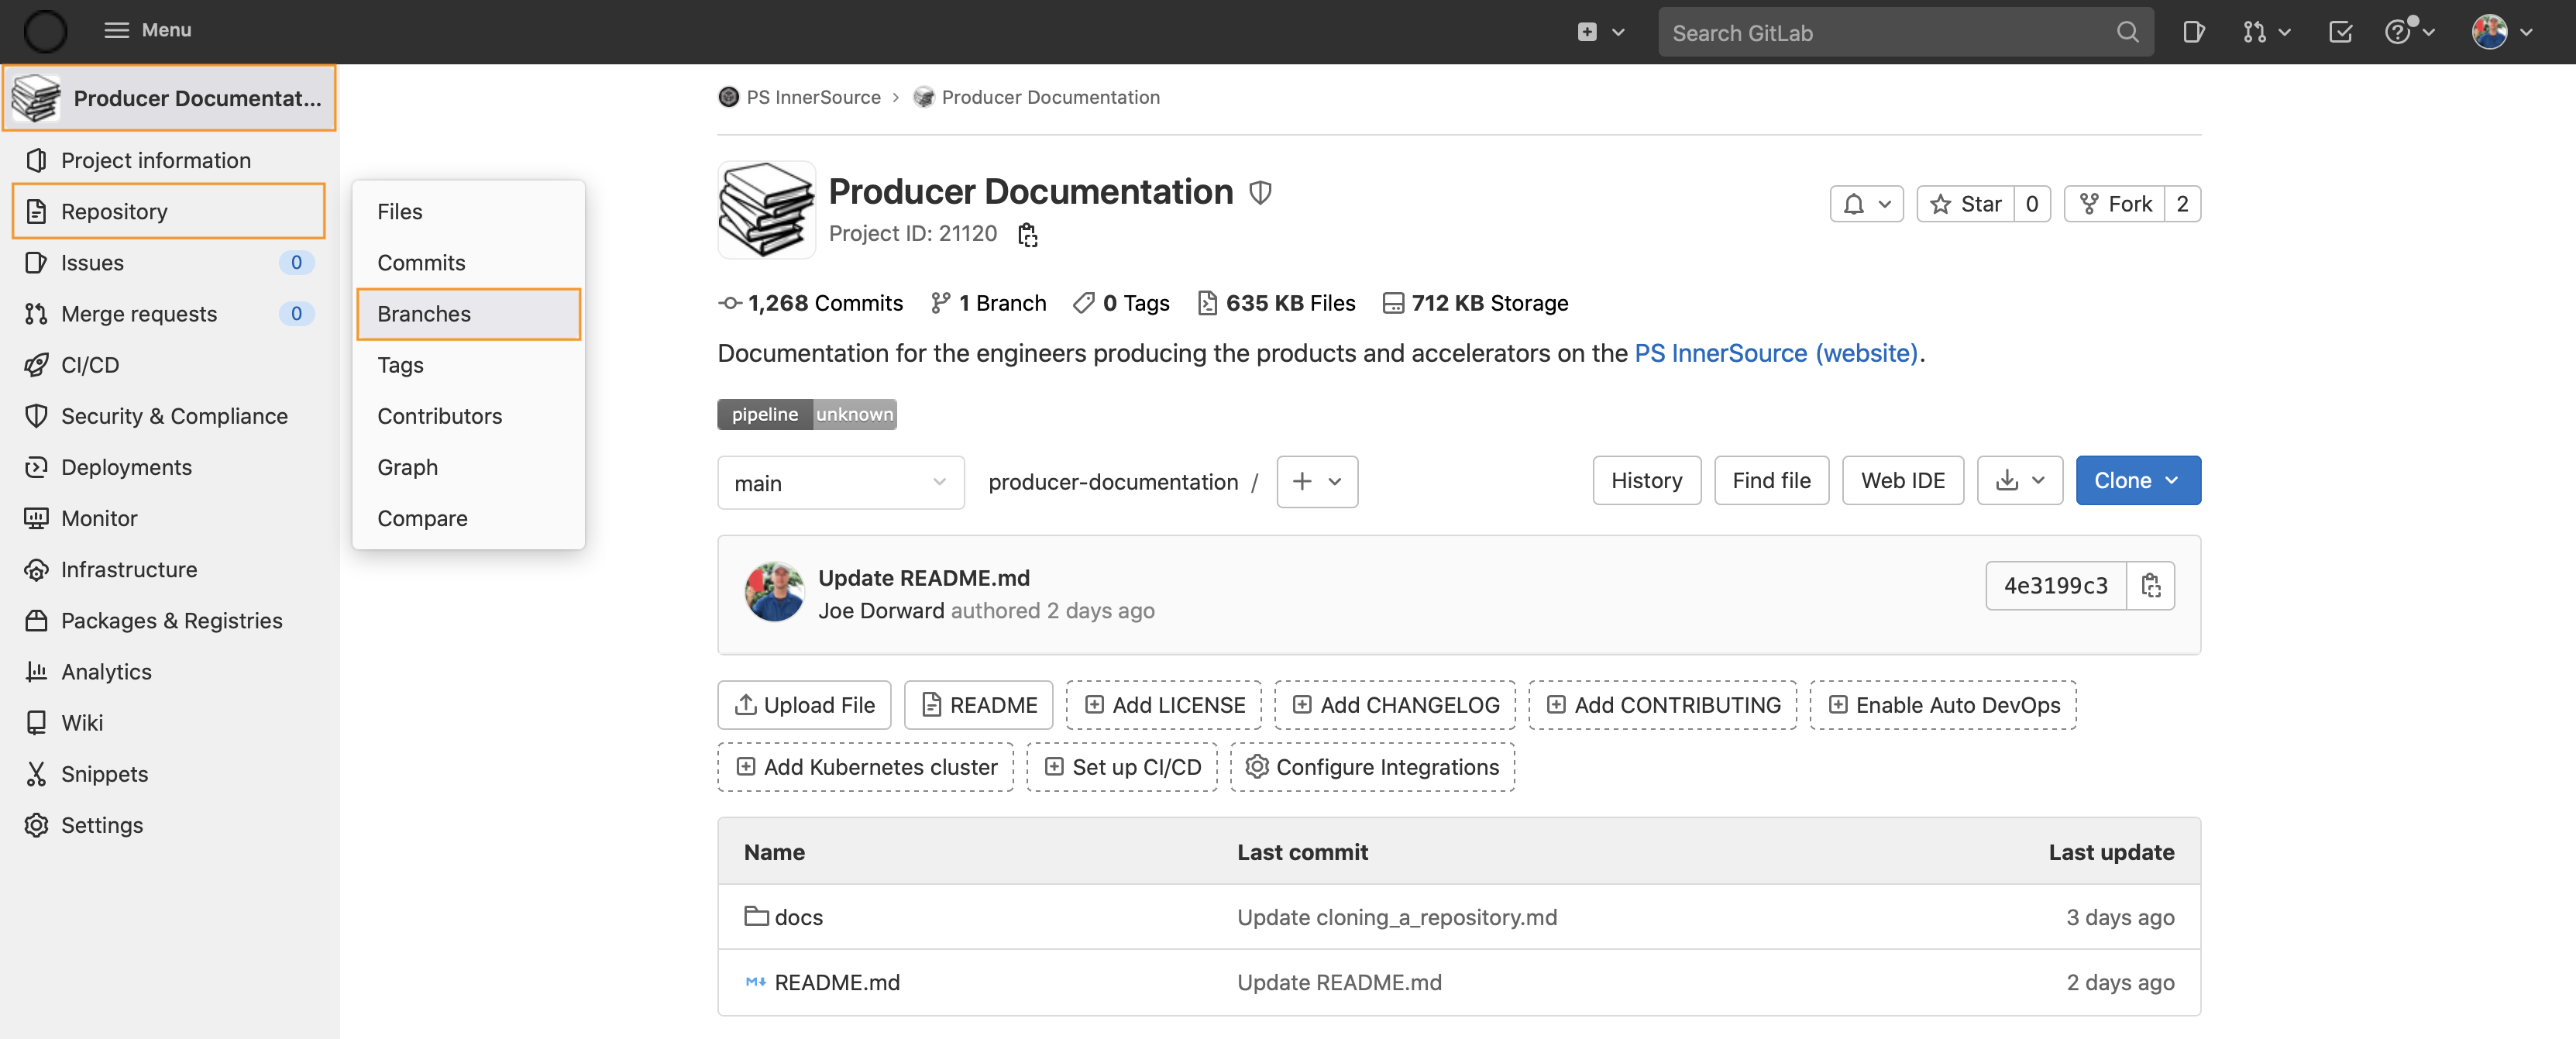 Menu
Search GitLab
Producer Documentat...
Project information
Repository
Issues 0
Merge requests 0
CI/CD
Security & Compliance
Deployments
Monitor
Infrastructure
Packages & Registries
Analytics
Wiki
Snippets
Settings
Files
Commits
Branches
Tags
Contributors
Graph
Compare
PS InnerSource › Producer Documentation
Producer Documentation
Project ID: 21120
Star 0 Fork 2
1,268 Commits 1 Branch 0 Tags 635 KB Files 712 KB Storage
Documentation for the engineers producing the products and accelerators on the PS InnerSource (website).
pipeline unknown
main producer-documentation / + History Find file Web IDE Clone
Update README.md
Joe Dorward authored 2 days ago
4e3199c3
Upload File README Add LICENSE Add CHANGELOG Add CONTRIBUTING Enable Auto DevOps
Add Kubernetes cluster Set up CI/CD Configure Integrations
Name Last commit Last update
docs Update cloning_a_repository.md 3 days ago
README.md Update README.md 2 days ago